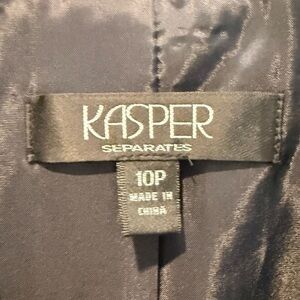 KASPER
SEPARATES
10P
MADE IN
CHINA